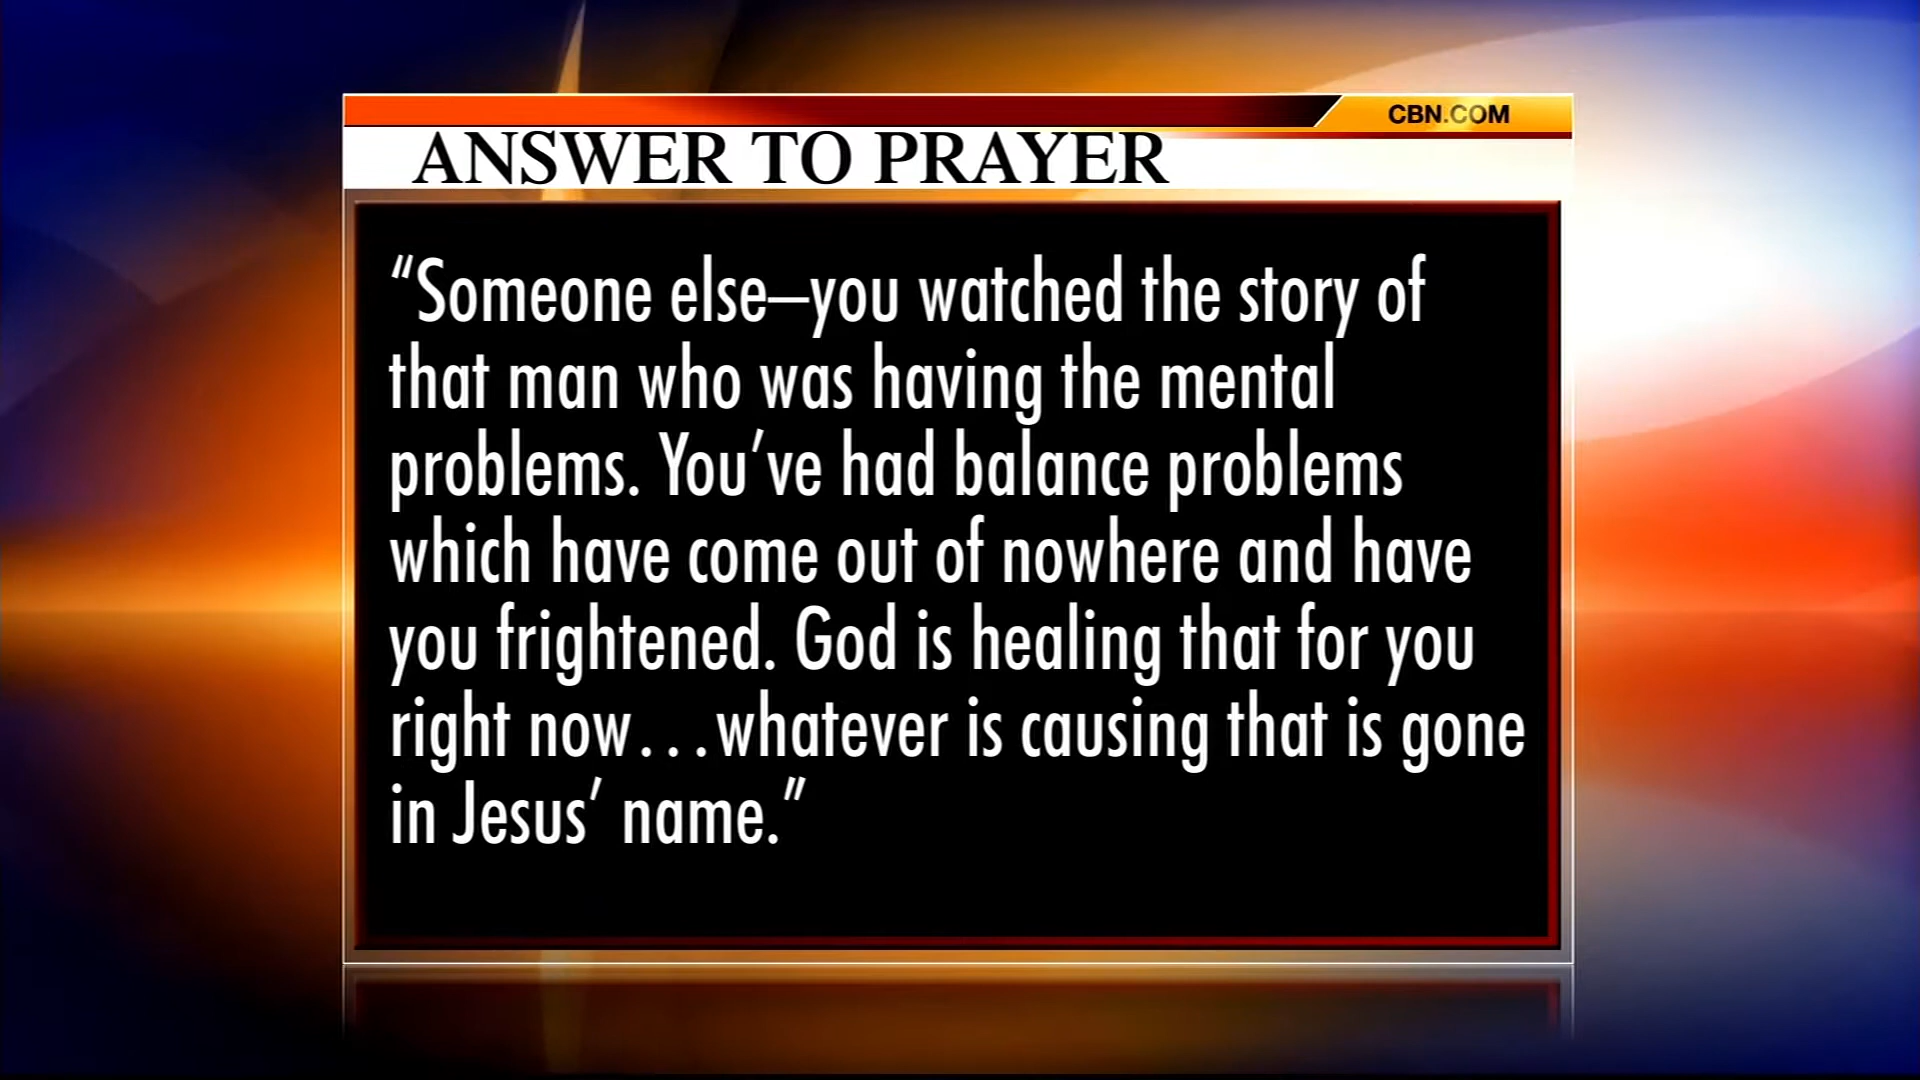 CBN.COM
ANSWER TO PRAYER
“Someone else–you watched the story of
that man who was having the mental
problems. You’ve had balance problems
which have come out of nowhere and have
you frightened. God is healing that for you
right now...whatever is causing that is gone
in Jesus’ name.”